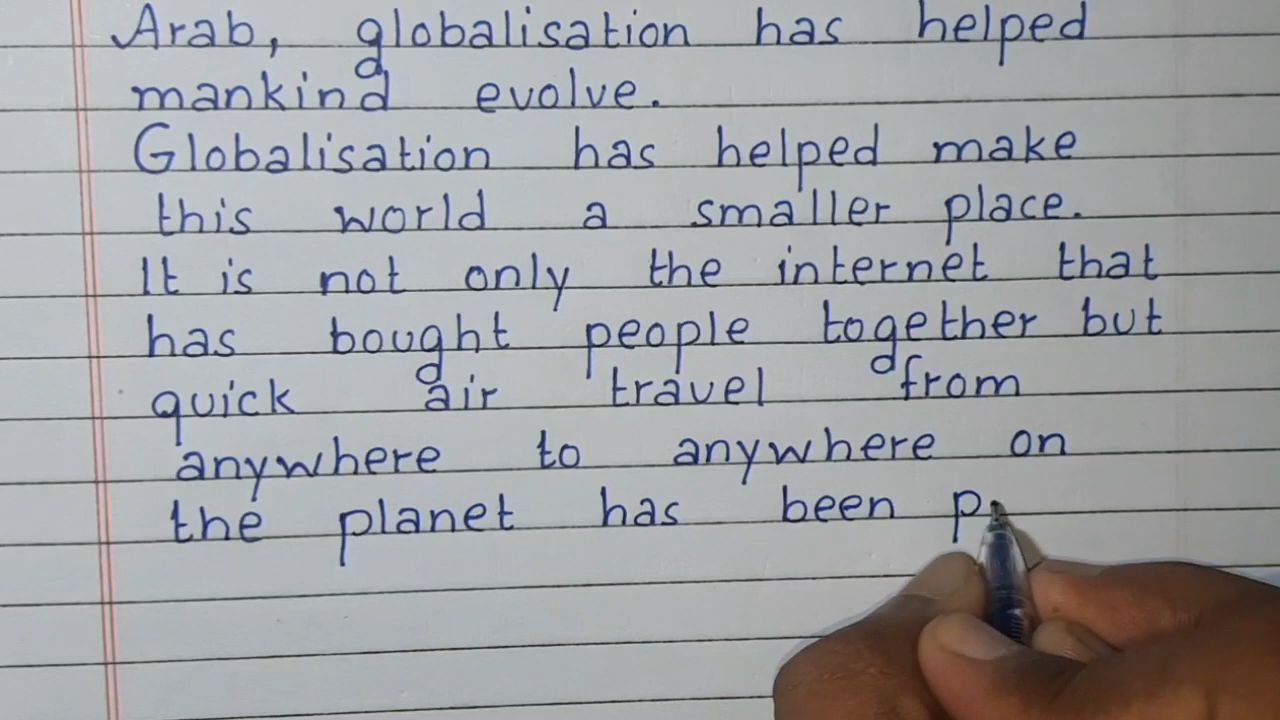 Arab, globalisation has helped
mankind evolve.
Globalisation has helped make
this world a smaller place.
It is not only the internet that
has bought people together but
quick air travel from
anywhere to anywhere on
the planet has been p